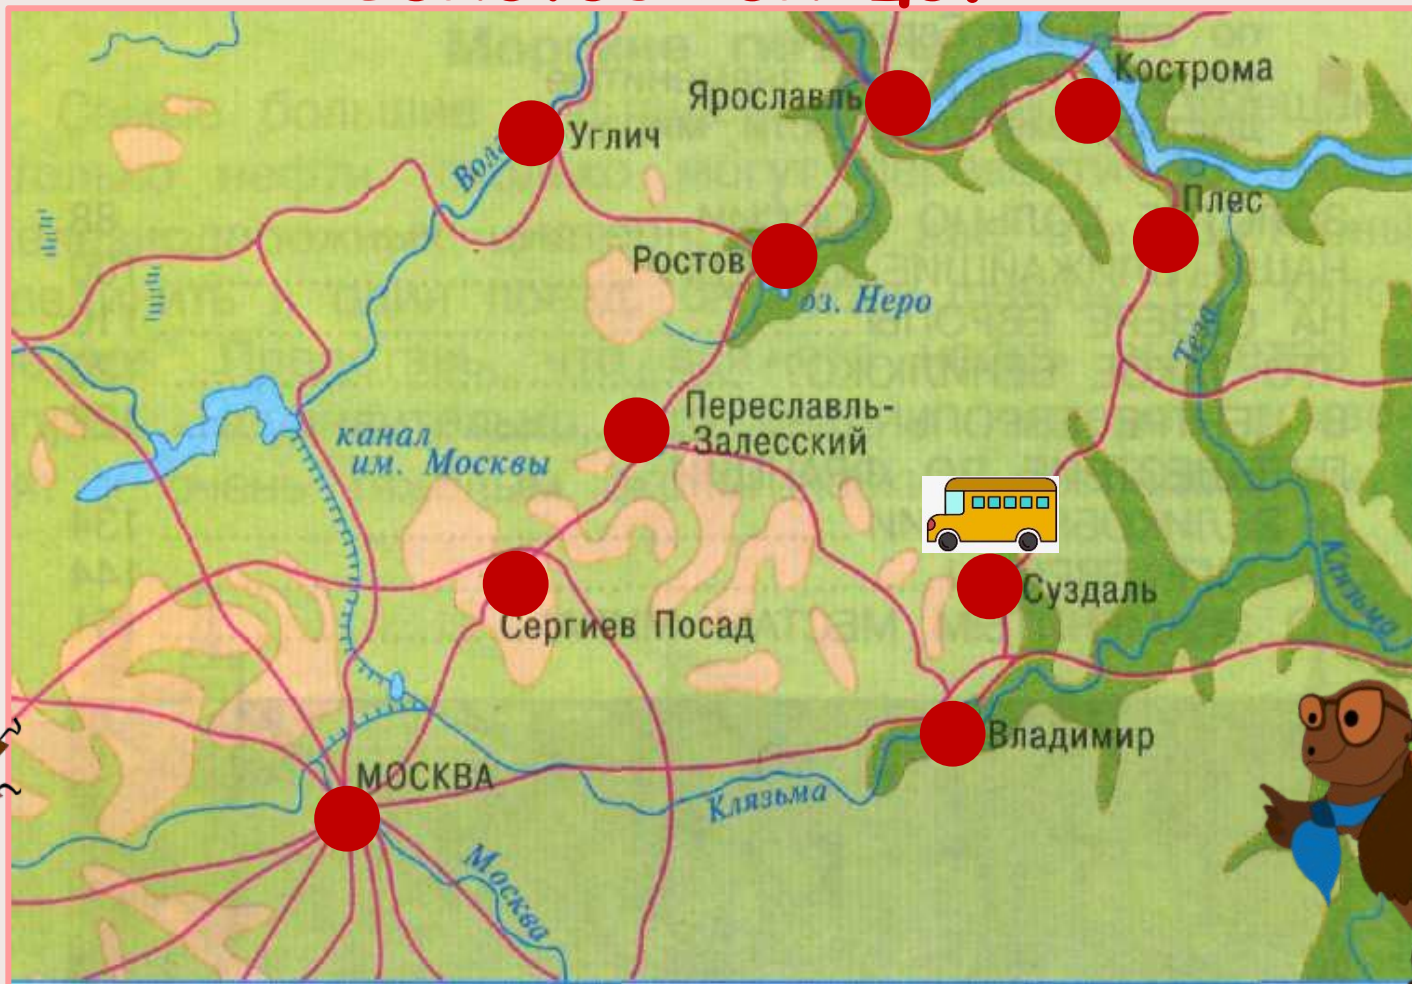 Ярославль
Кострома
Углич
Плес
Ростов
оз. Неро
Теза
Переславль-
-Залесский
канал
им. Москвы
Клязьма
Суздаль
Сергиев Посад
Владимир
МОСКВА
Клязьма
Москва